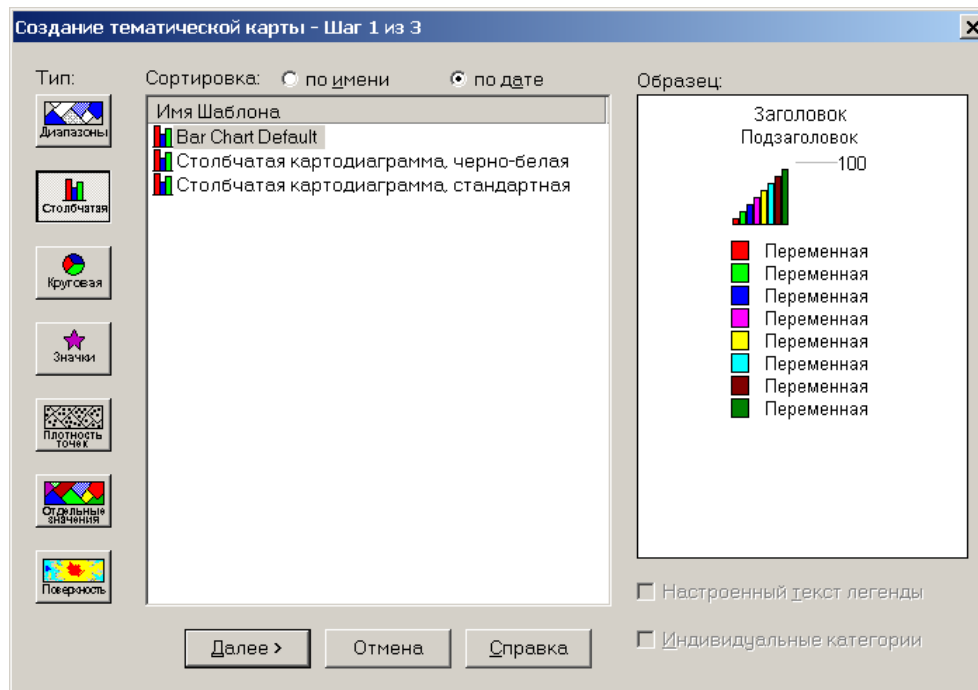 Создание тематической карты - Шаг 1 из 3
Тип:
Диапазоны
Столбчатая
Круговая
Значки
Плотность
точек
Отдельные
значения
Поверхность
Сортировка: по имени по дате
Имя Шаблона
Bar Chart Default
Столбчатая картодиаграмма, черно-белая
Столбчатая картодиаграмма, стандартная
Образец:
Заголовок
Подзаголовок
100
Переменная
Переменная
Переменная
Переменная
Переменная
Переменная
Переменная
Переменная
Настроенный текст легенды
Индивидуальные категории
Далее >
Отмена
Справка